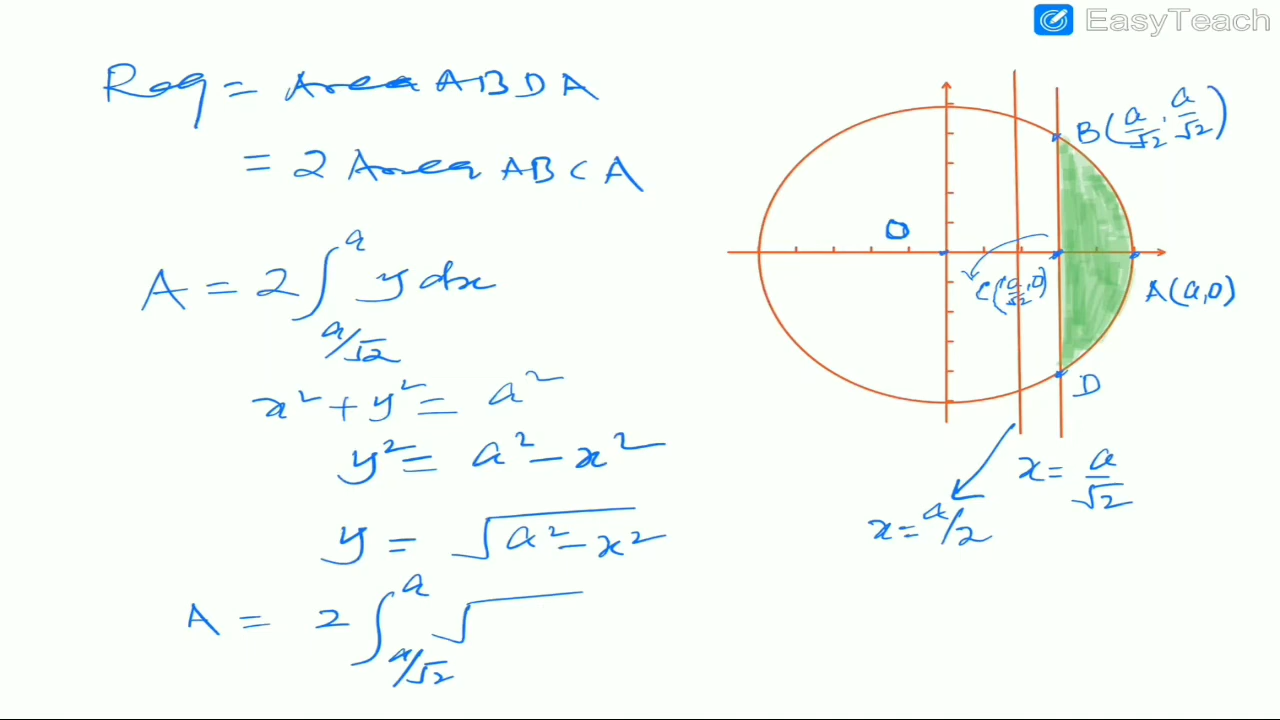 EasyTeach
Req = Area ABDA
= 2 Area ABCA
A = 2 ∫_{a/√2}^{a} y dx
x² + y² = a²
y² = a² - x²
y = √(a² - x²)
A = 2 ∫_{a/√2}^{a} √
B(a/√2, a/√2)
O
C(a/√2, 0)
A(a,0)
D
x = a/√2
x = a/2